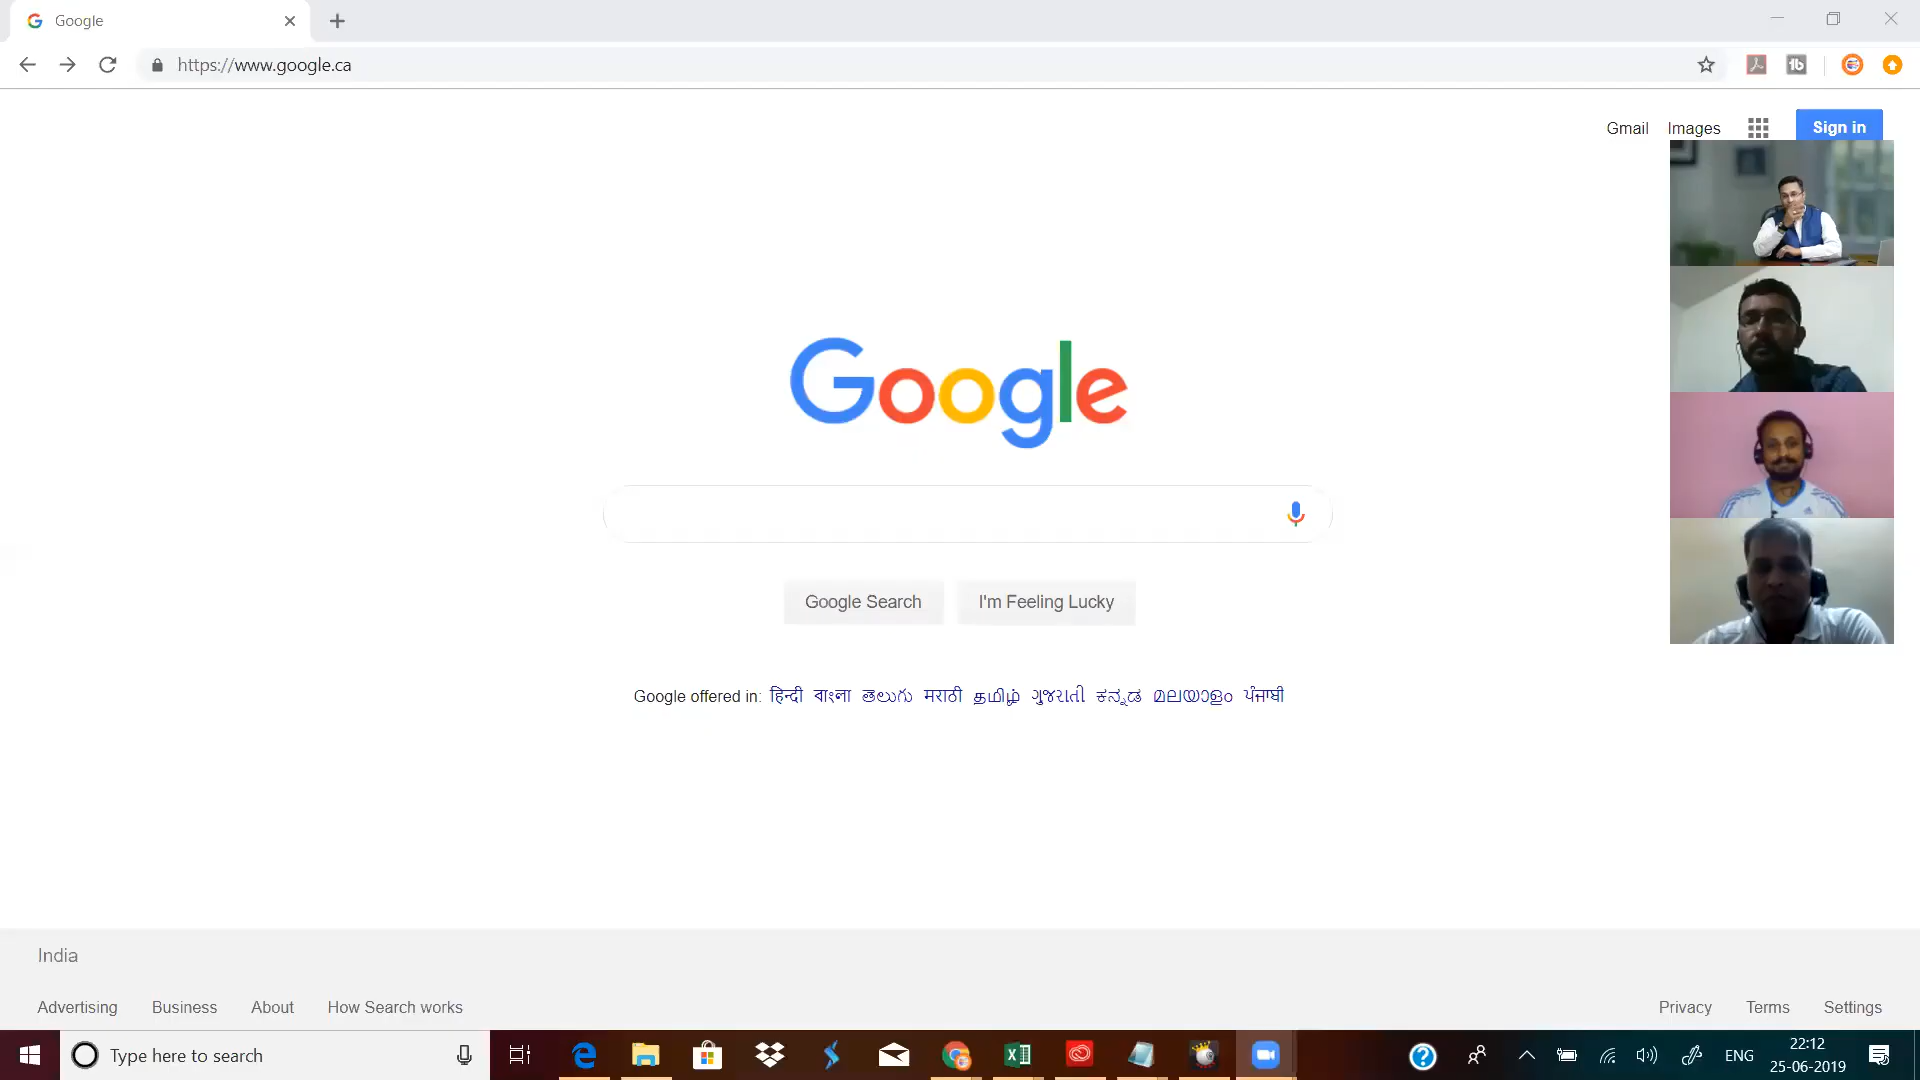 Google
https://www.google.ca
Gmail Images Sign in
Google
Google Search I'm Feeling Lucky
Google offered in: हिन्दी বাংলা తెలుగు मराठी தமிழ் ગુજરાતી ಕನ್ನಡ മലയാളം ਪੰਜਾਬੀ
India
Advertising Business About How Search works Privacy Terms Settings
Type here to search ENG 22:12
25-06-2019